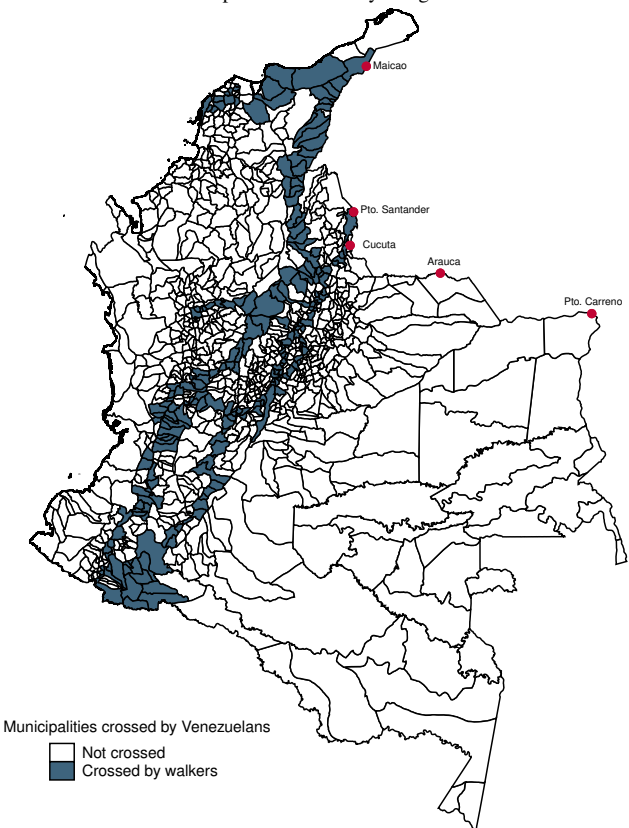 Maicao
Pto. Santander
Cucuta
Arauca
Pto. Carreno
Municipalities crossed by Venezuelans
Not crossed
Crossed by walkers